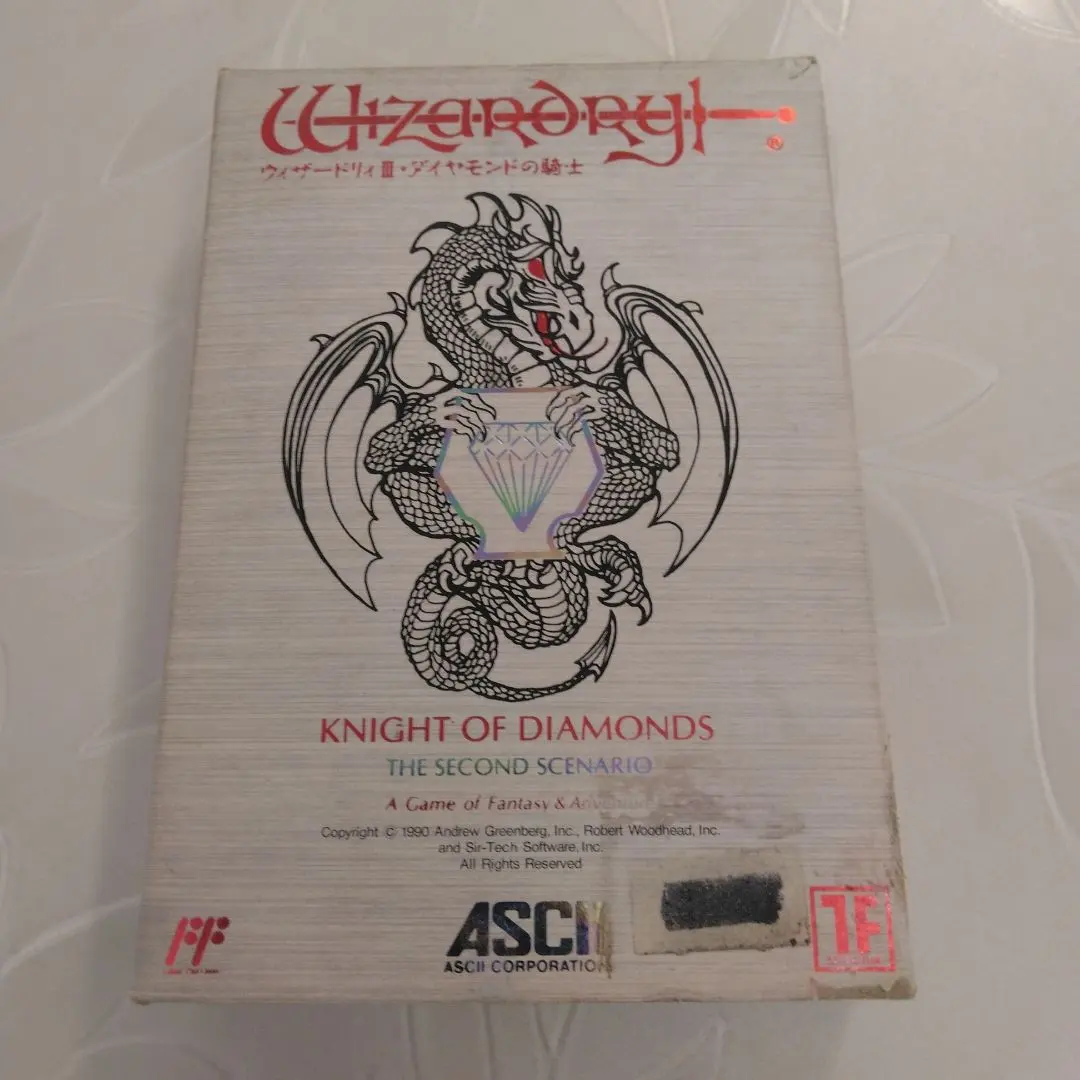 Wizardry
®
ウィザードリィⅢ・ダイヤモンドの騎士
KNIGHT OF DIAMONDS
THE SECOND SCENARIO
A Game of Fantasy &
Copyright © 1990 Andrew Greenberg, Inc., Robert Woodhead, Inc.
and Sir-Tech Software, Inc.
All Rights Reserved
FF
ASCII
ASCII CORPORATION